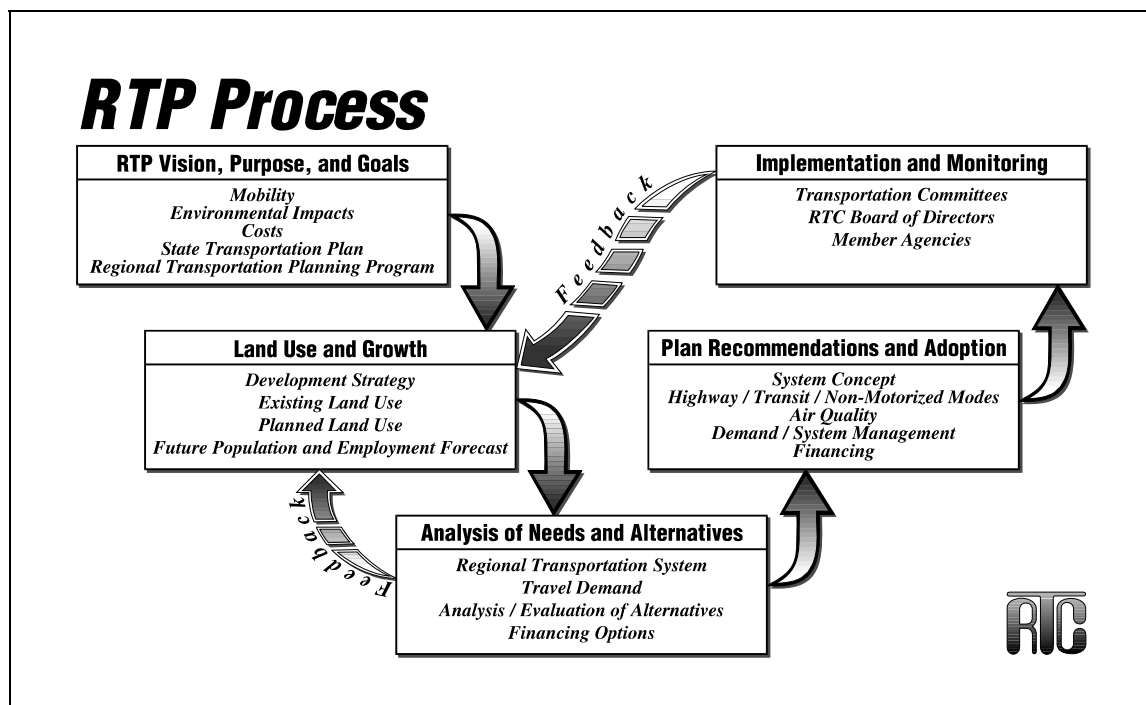 RTP Process
RTP Vision, Purpose, and Goals
Mobility
Environmental Impacts
Costs
State Transportation Plan
Regional Transportation Planning Program
Land Use and Growth
Development Strategy
Existing Land Use
Planned Land Use
Future Population and Employment Forecast
Feedback
Analysis of Needs and Alternatives
Regional Transportation System
Travel Demand
Analysis / Evaluation of Alternatives
Financing Options
Plan Recommendations and Adoption
System Concept
Highway / Transit / Non-Motorized Modes
Air Quality
Demand / System Management
Financing
Implementation and Monitoring
Transportation Committees
RTC Board of Directors
Member Agencies
Feedback
RTC